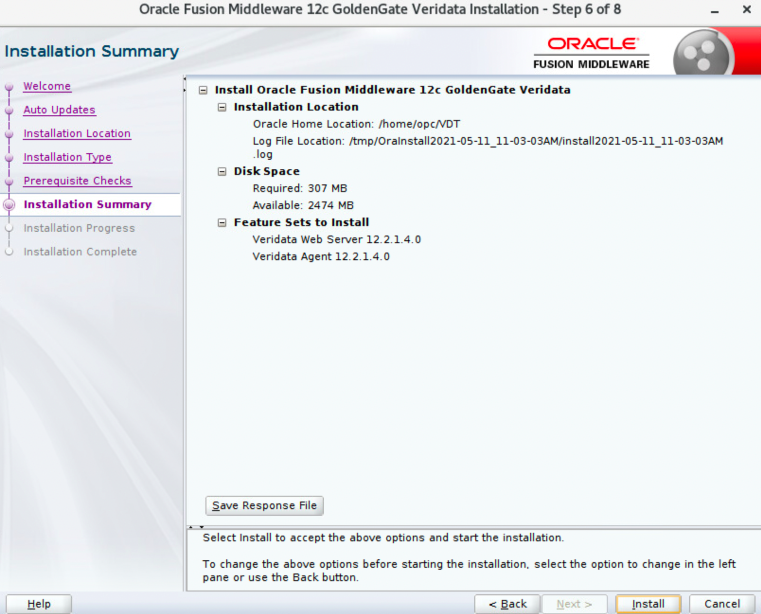 Oracle Fusion Middleware 12c GoldenGate Veridata Installation - Step 6 of 8
Installation Summary
ORACLE
FUSION MIDDLEWARE
Welcome
Auto Updates
Installation Location
Installation Type
Prerequisite Checks
Installation Summary
Installation Progress
Installation Complete
Install Oracle Fusion Middleware 12c GoldenGate Veridata
Installation Location
Oracle Home Location: /home/opc/VDT
Log File Location: /tmp/OraInstall2021-05-11_11-03-03AM/install2021-05-11_11-03-03AM
.log
Disk Space
Required: 307 MB
Available: 2474 MB
Feature Sets to Install
Veridata Web Server 12.2.1.4.0
Veridata Agent 12.2.1.4.0
Save Response File
Select Install to accept the above options and start the installation.
To change the above options before starting the installation, select the option to change in the left
pane or use the Back button.
Help
< Back
Next >
Install
Cancel